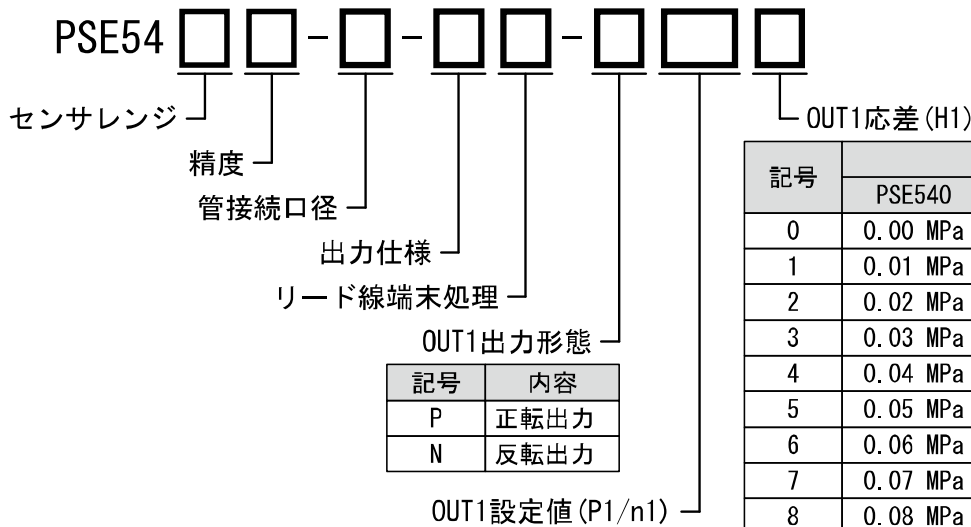 PSE54 □□-□-□□-□□□
センサレンジ
精度
管接続口径
出力仕様
リード線端末処理
OUT1出力形態
記号 内容
P 正転出力
N 反転出力
OUT1設定値(P1/n1)
OUT1応差(H1)
記号
PSE540
0 0.00 MPa
1 0.01 MPa
2 0.02 MPa
3 0.03 MPa
4 0.04 MPa
5 0.05 MPa
6 0.06 MPa
7 0.07 MPa
8 0.08 MPa